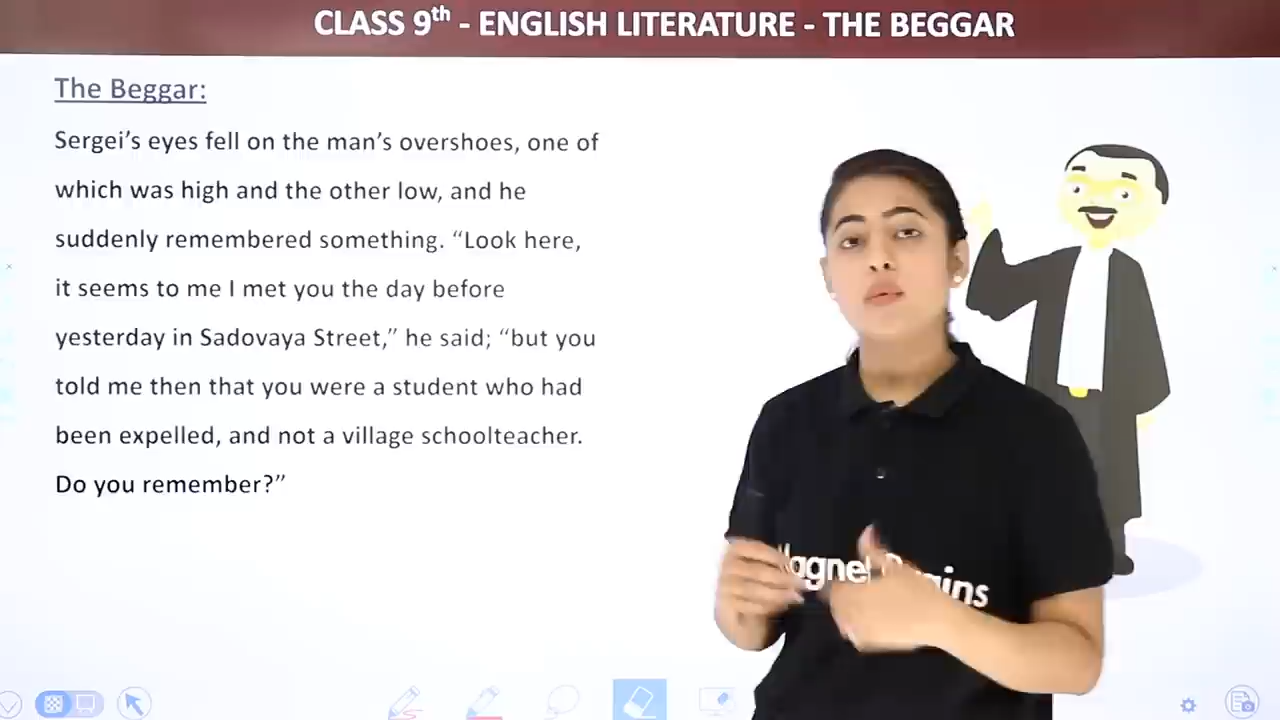 CLASS 9th - ENGLISH LITERATURE - THE BEGGAR
The Beggar:
Sergei’s eyes fell on the man’s overshoes, one of
which was high and the other low, and he
suddenly remembered something. “Look here,
it seems to me I met you the day before
yesterday in Sadovaya Street,” he said; “but you
told me then that you were a student who had
been expelled, and not a village schoolteacher.
Do you remember?”